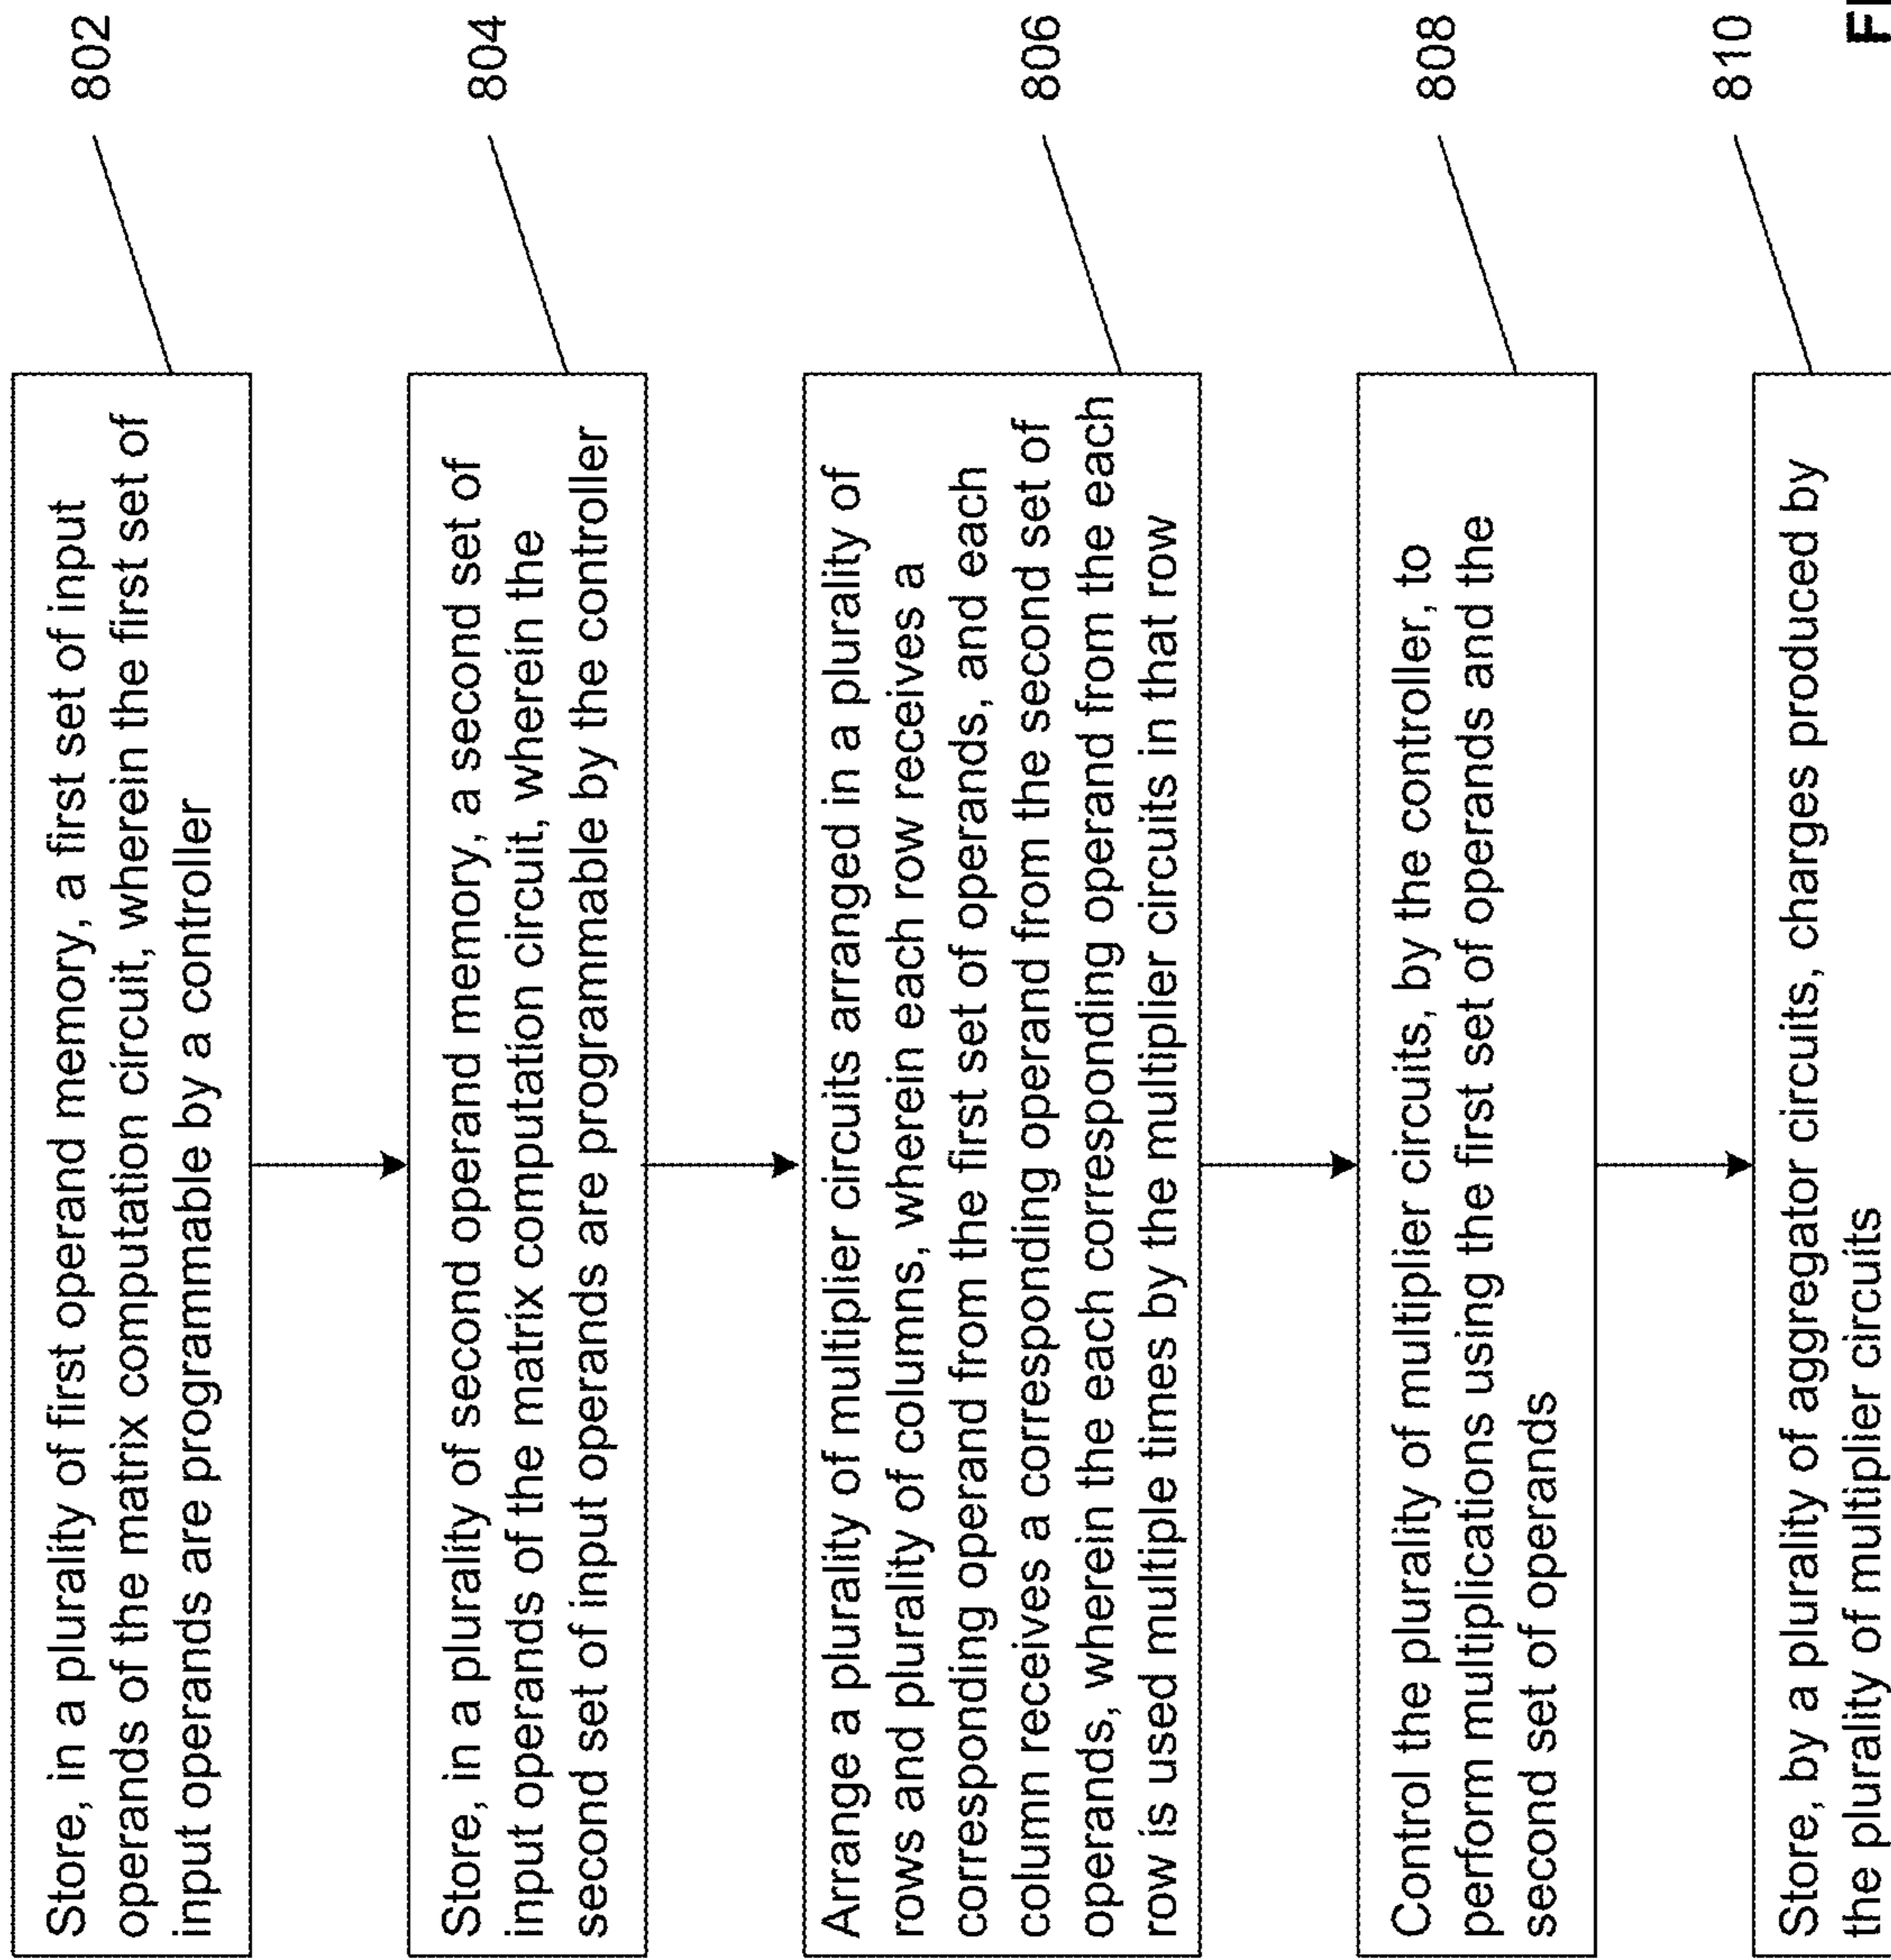 Store, in a plurality of first operand memory, a first set of input
operands of the matrix computation circuit, wherein the first set of
input operands are programmable by a controller
802
Store, in a plurality of second operand memory, a second set of
input operands of the matrix computation circuit, wherein the
second set of input operands are programmable by the controller
804
Arrange a plurality of multiplier circuits arranged in a plurality of
rows and plurality of columns, wherein each row receives a
corresponding operand from the first set of operands, and each
column receives a corresponding operand from the second set of
operands, wherein the each corresponding operand from the each
row is used multiple times by the multiplier circuits in that row
806
Control the plurality of multiplier circuits, by the controller, to
perform multiplications using the first set of operands and the
second set of operands
808
Store, by a plurality of aggregator circuits, charges produced by
the plurality of multiplier circuits
810